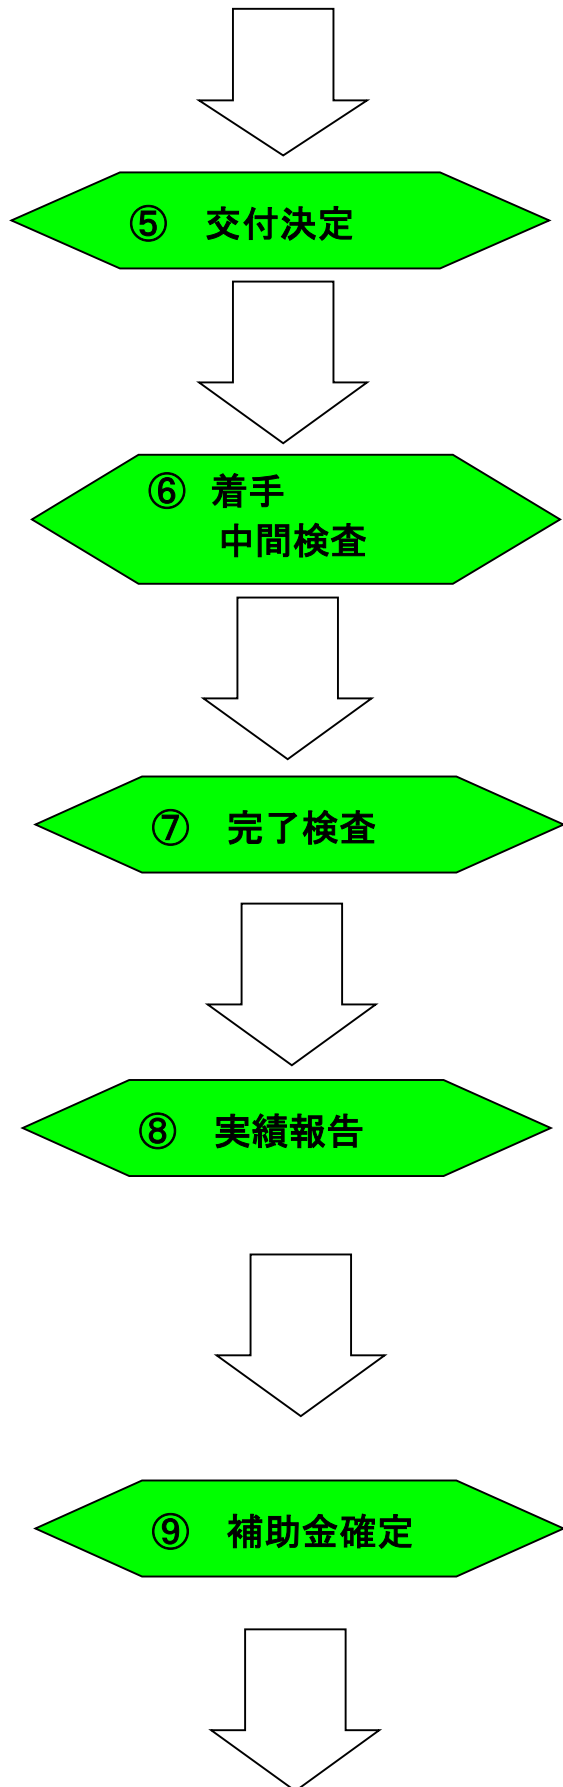 ⑤　交付決定
⑥　着手
中間検査
⑦　完了検査
⑧　実績報告
⑨　補助金確定